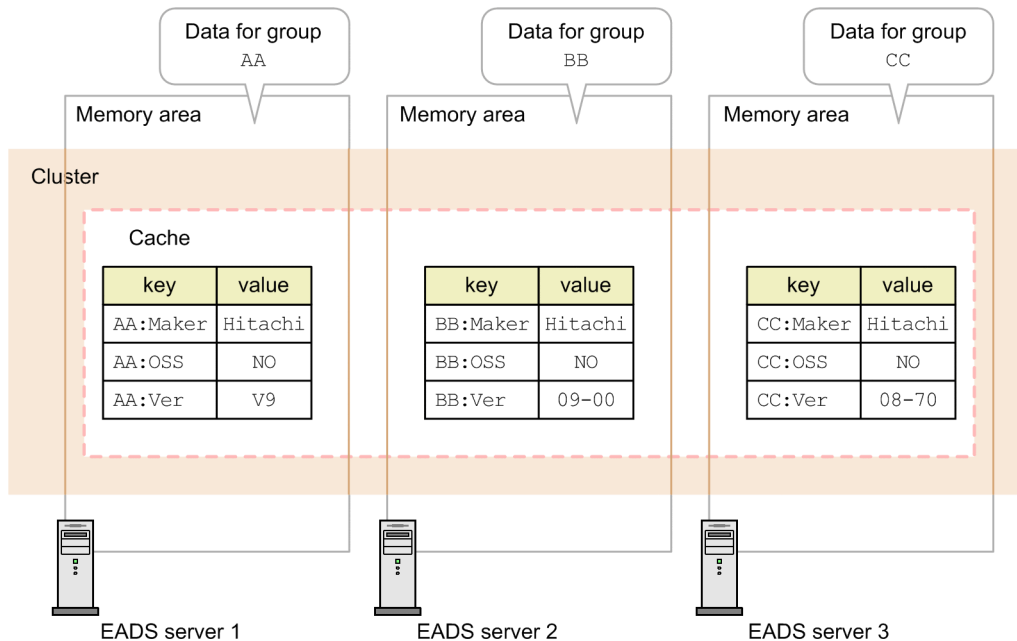 Data for group
AA
Data for group
BB
Data for group
CC
Memory area
Memory area
Memory area
Cluster
Cache
key value
AA:Maker Hitachi
AA:OSS NO
AA:Ver V9
key value
BB:Maker Hitachi
BB:OSS NO
BB:Ver 09-00
key value
CC:Maker Hitachi
CC:OSS NO
CC:Ver 08-70
EADS server 1
EADS server 2
EADS server 3